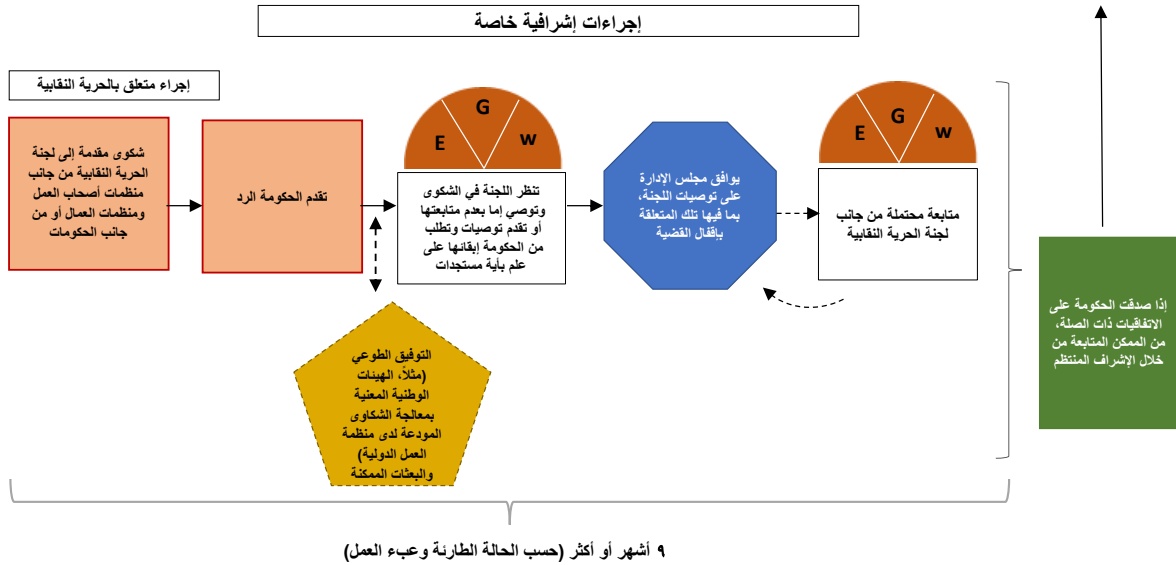 إجراءات إشرافية خاصة
إجراء متعلق بالحرية النقابية
شكوى مقدمة إلى لجنة
الحرية النقابية من جانب
منظمات أصحاب العمل
ومنظمات العمال أو من
جانب الحكومات
تقدم الحكومة الرد
E
G
w
تنظر اللجنة في الشكوى
وتوصي إما بعدم متابعتها
أو تقدم توصيات وتطلب
من الحكومة إبقائها على
علم بأية مستجدات
يوافق مجلس الإدارة
على توصيات اللجنة،
بما فيها تلك المتعلقة
بإقفال القضية
E
G
w
متابعة محتملة من جانب
لجنة الحرية النقابية
إذا صدقت الحكومة على
الاتفاقيات ذات الصلة،
من الممكن المتابعة من
خلال الإشراف المنتظم
التوفيق الطوعي
(مثلاً، الهيئات
الوطنية المعنية
بمعالجة الشكاوى
المودعة لدى منظمة
العمل الدولية)
والبعثات الممكنة
٩ أشهر أو أكثر (حسب الحالة الطارئة وعبء العمل)